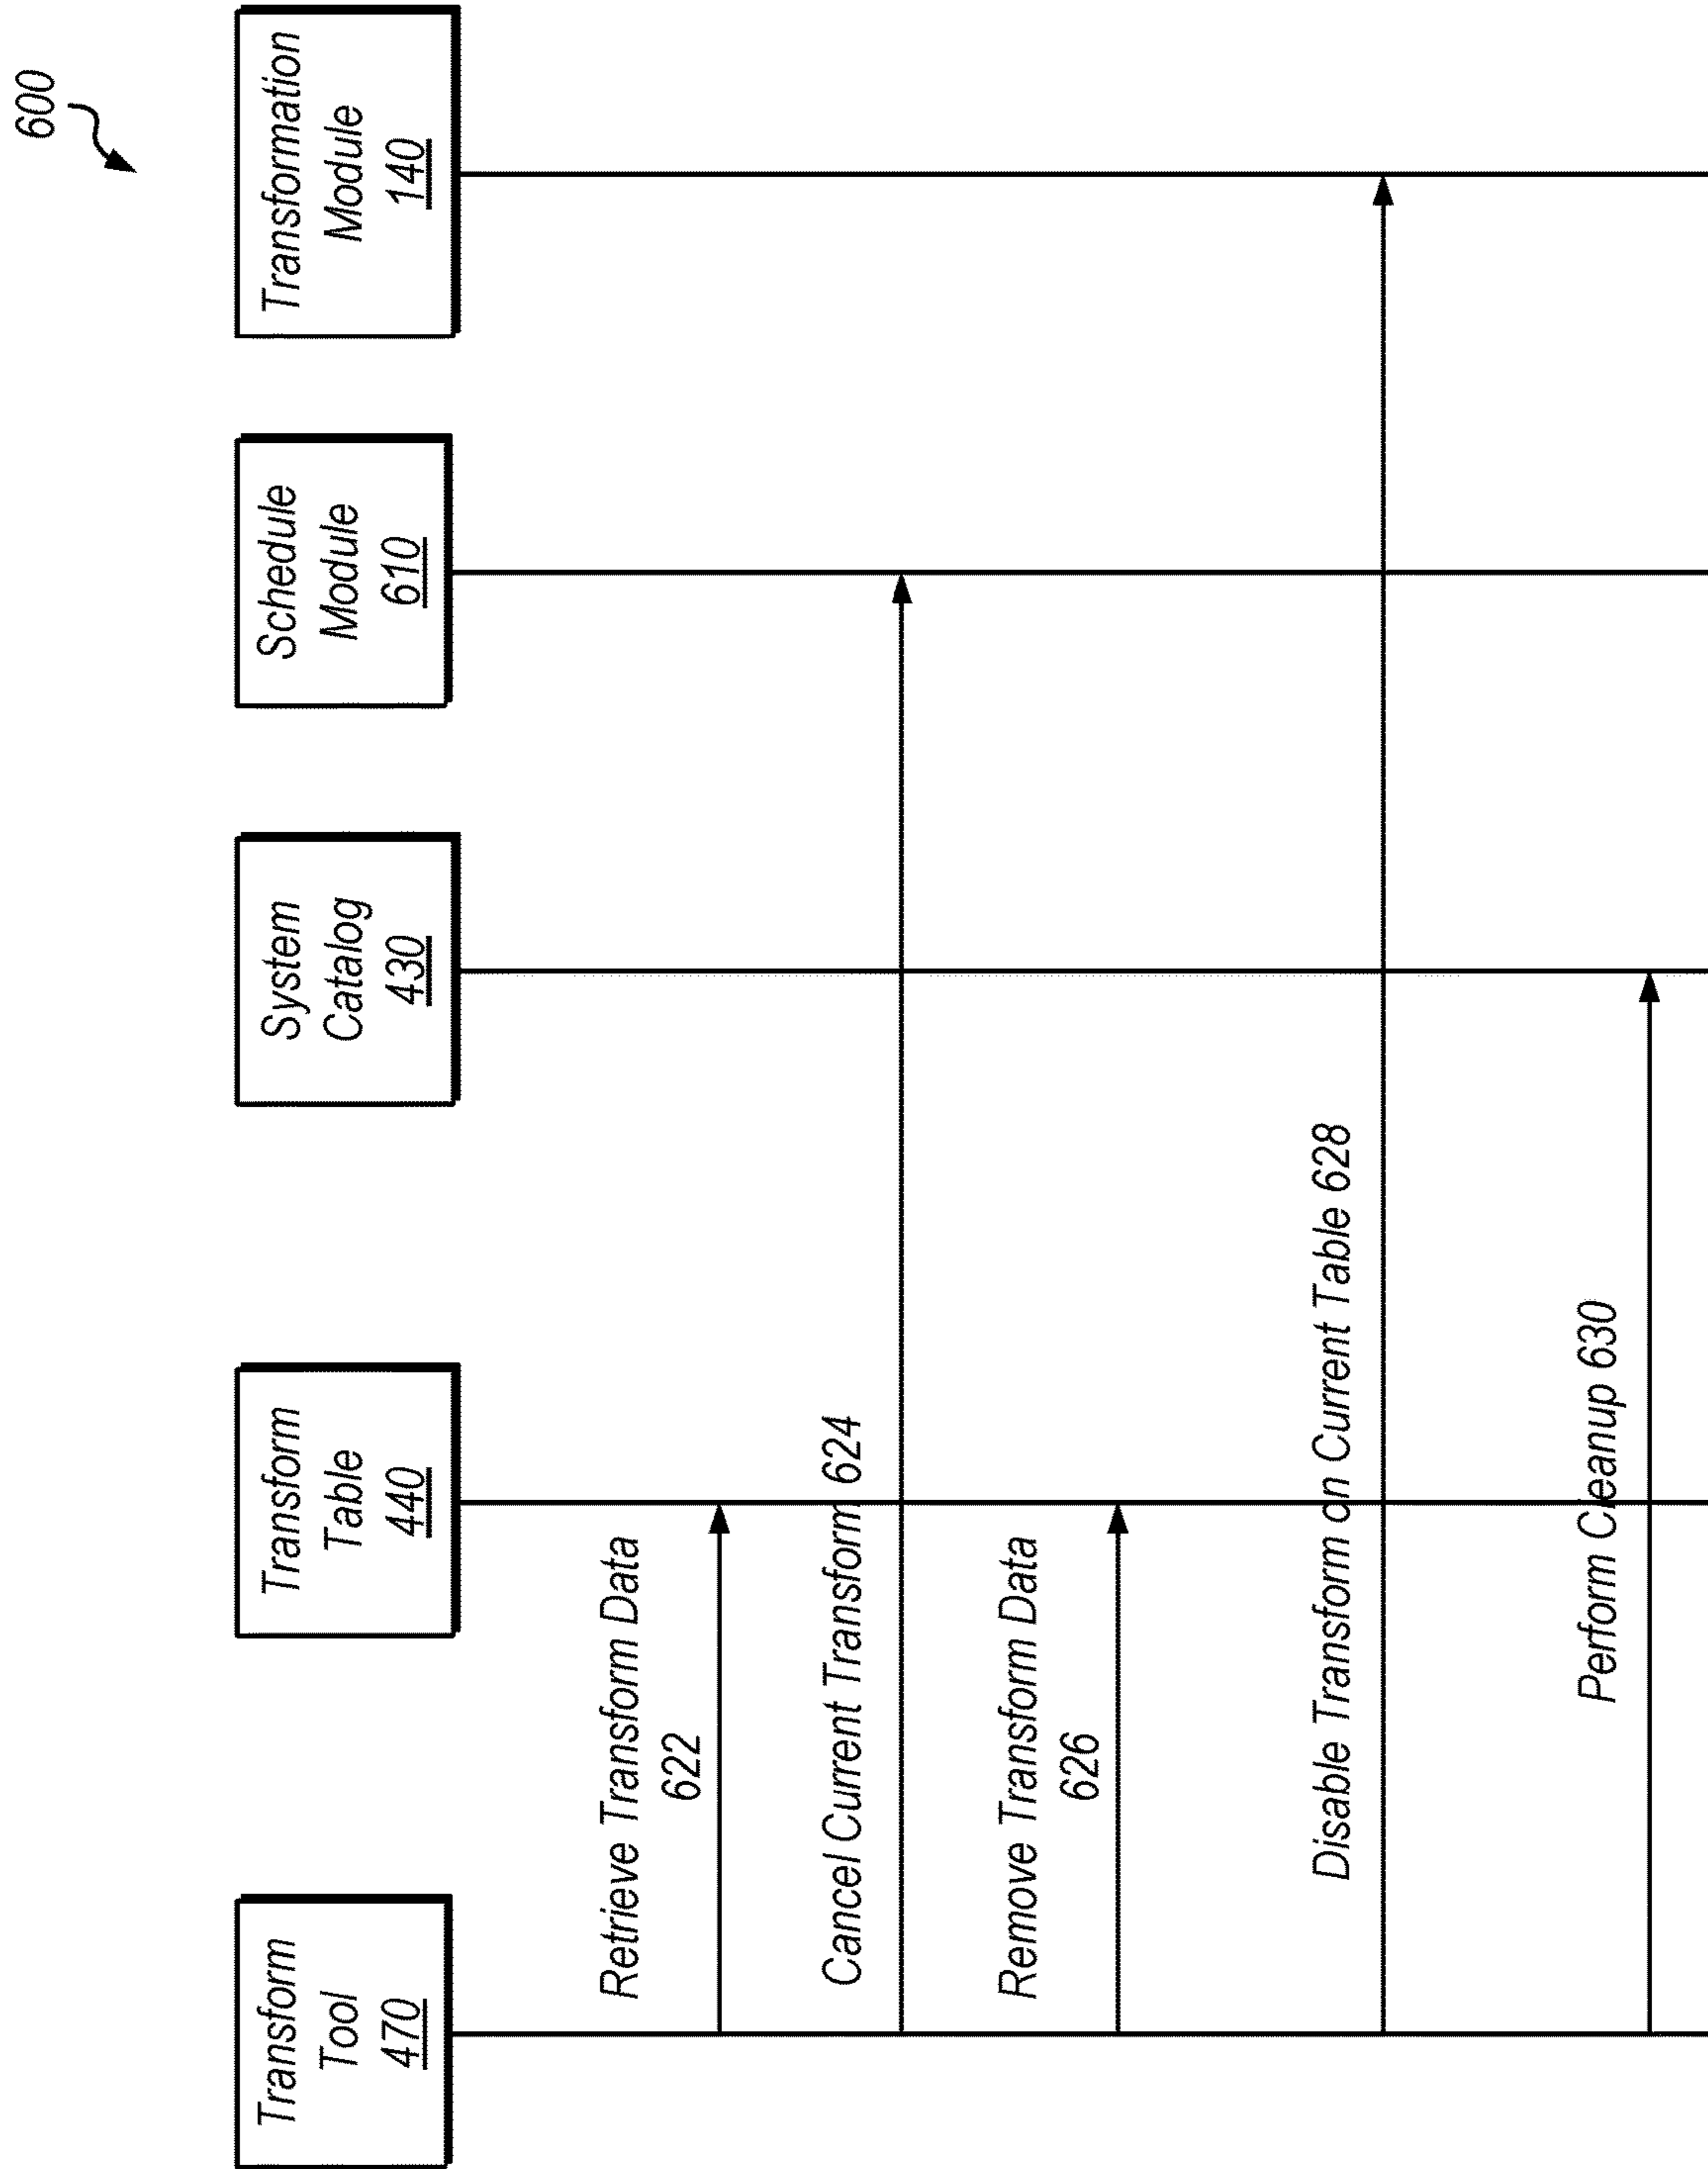 600
Transform
Tool
470
Transform
Table
440
System
Catalog
430
Schedule
Module
610
Transformation
Module
140
Retrieve Transform Data
622
Cancel Current Transform 624
Remove Transform Data
626
Disable Transform on Current Table 628
Perform Cleanup 630